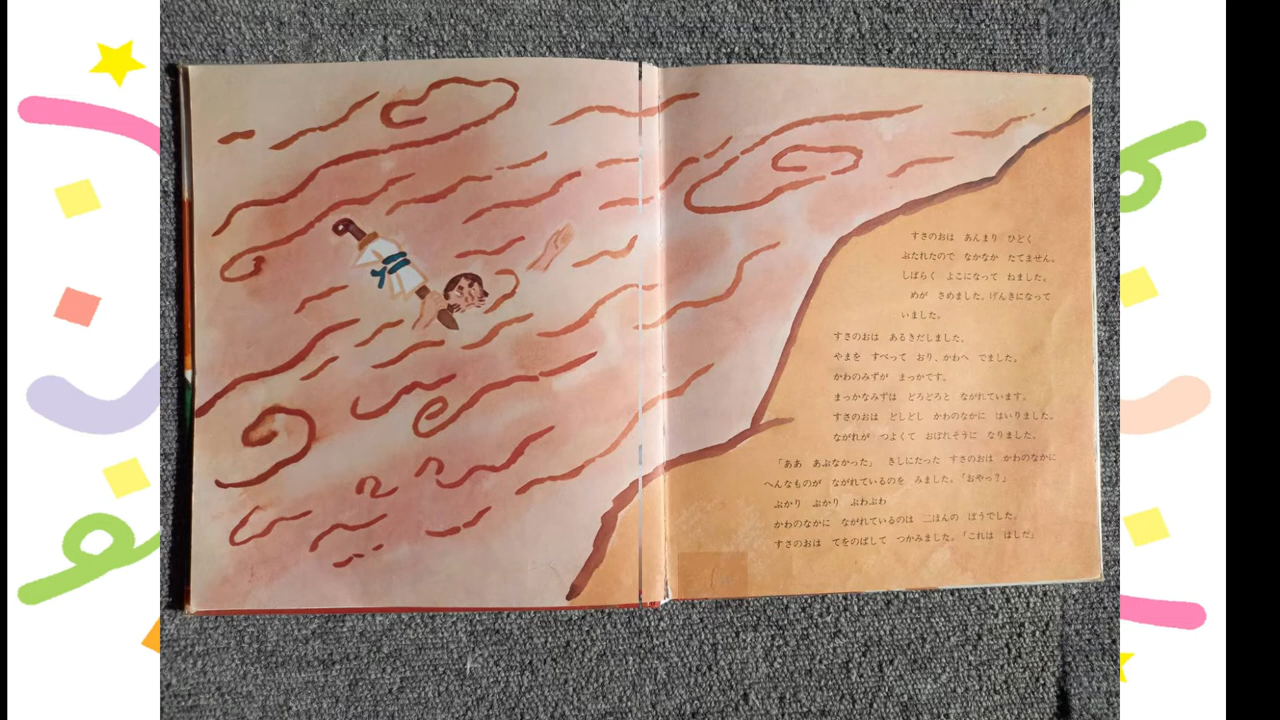 すさのおは　あんまり　ひどく
ぶたれたので　なかなか　たてません。
しばらく　よこになって　ねました。
めが　さめました。げんきになって
いました。
すさのおは　あるきだしました。
やまを　すべって　おり、かわへ　でました。
かわのみずが　まっかです。
まっかなみずは　どろどろと　ながれています。
すさのおは　どしどし　かわのなかに　はいりました。
ながれが　つよくて　おぼれそうに　なりました。
「ああ　あぶなかった」　きしにたった　すさのおは　かわのなかに
へんなものが　ながれているのを　みました。「おやっ？」
ぷかり　ぷかり　ぷわぷわ
かわのなかに　ながれているのは　二ほんの　ぼうでした。
すさのおは　てをのばして　つかみました。「これは　はしだ」